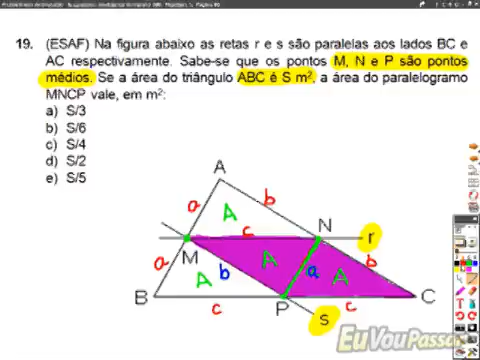 19. (ESAF) Na figura abaixo as retas r e s são paralelas aos lados BC e
AC respectivamente. Sabe-se que os pontos M, N e P são pontos
médios. Se a área do triângulo ABC é S m², a área do paralelogramo
MNCP vale, em m²:
a) S/3
b) S/6
c) S/4
d) S/2
e) S/5
A
a
b
A
N
c
r
M
a
b
A
A
a
A
b
B
c
P
c
C
s
EuVouPassar